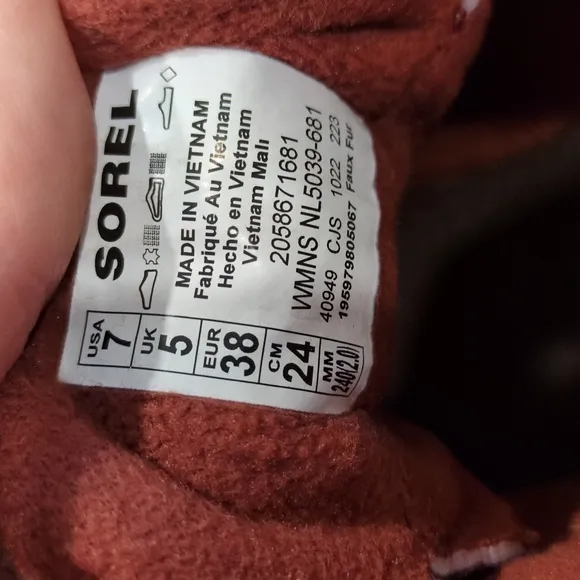 SOREL
MADE IN VIETNAM
Fabriqué Au Vietnam
Hecho en Vietnam
Vietnam Malı
2058671681
WMNS NL5039-681
40949 CJS 1022 223
195979805067 Faux Fur
USA 7
UK 5
EUR 38
CM 24
MM 240(2.0)